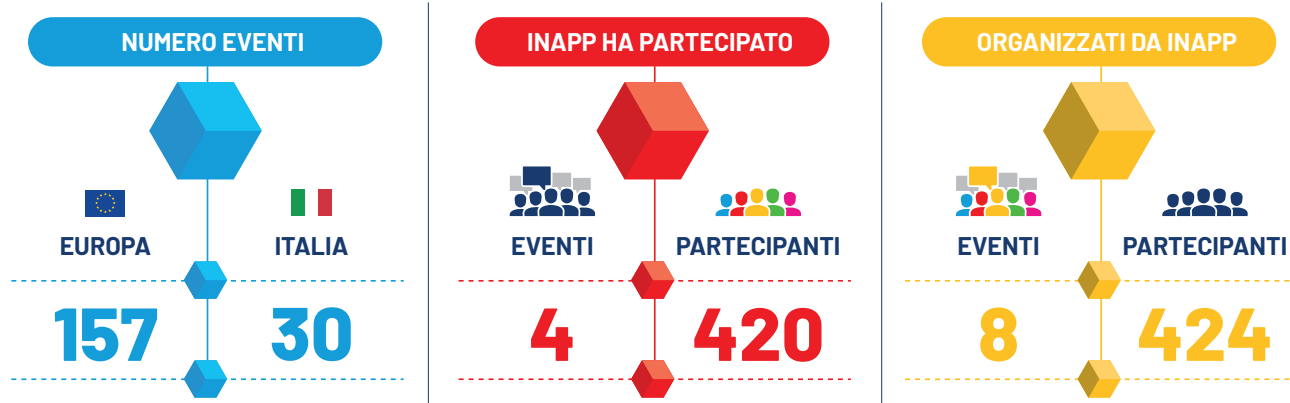 NUMERO EVENTI
EUROPA
ITALIA
157
30
INAPP HA PARTECIPATO
EVENTI
PARTECIPANTI
4
420
ORGANIZZATI DA INAPP
EVENTI
PARTECIPANTI
8
424